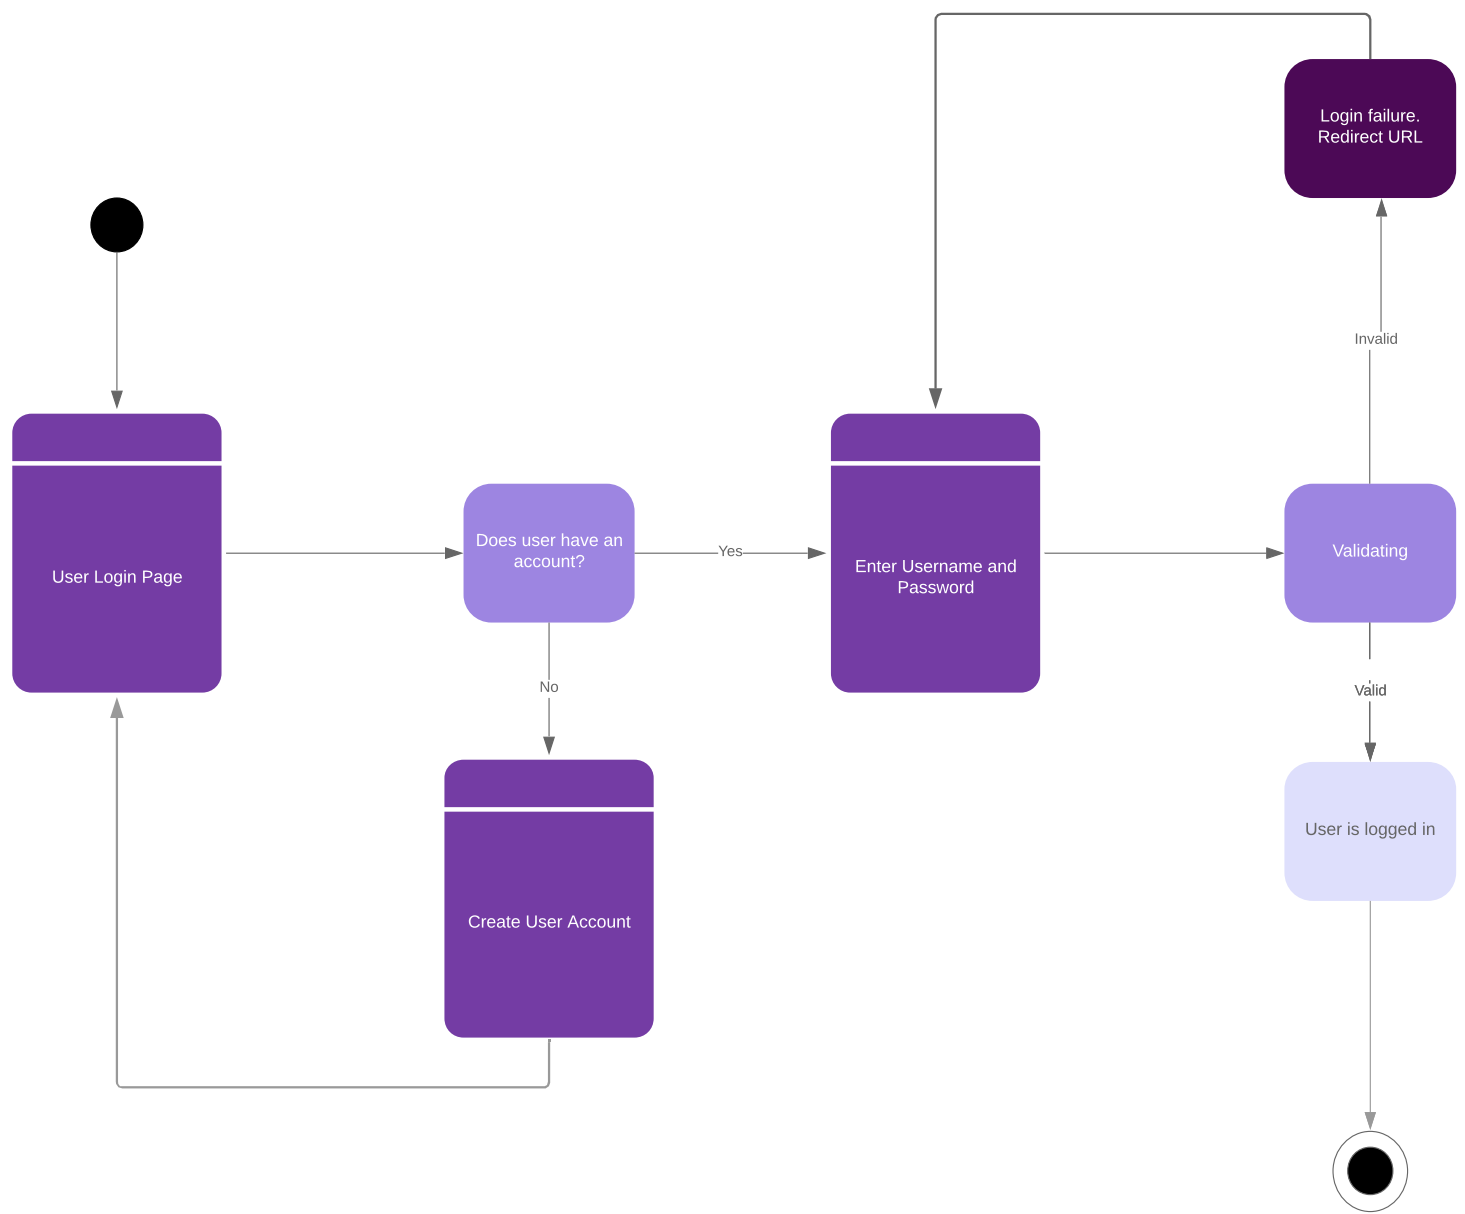 Login failure.
Redirect URL
Invalid
User Login Page
Does user have an
account?
Yes
Enter Username and
Password
Validating
No
Valid
Create User Account
User is logged in